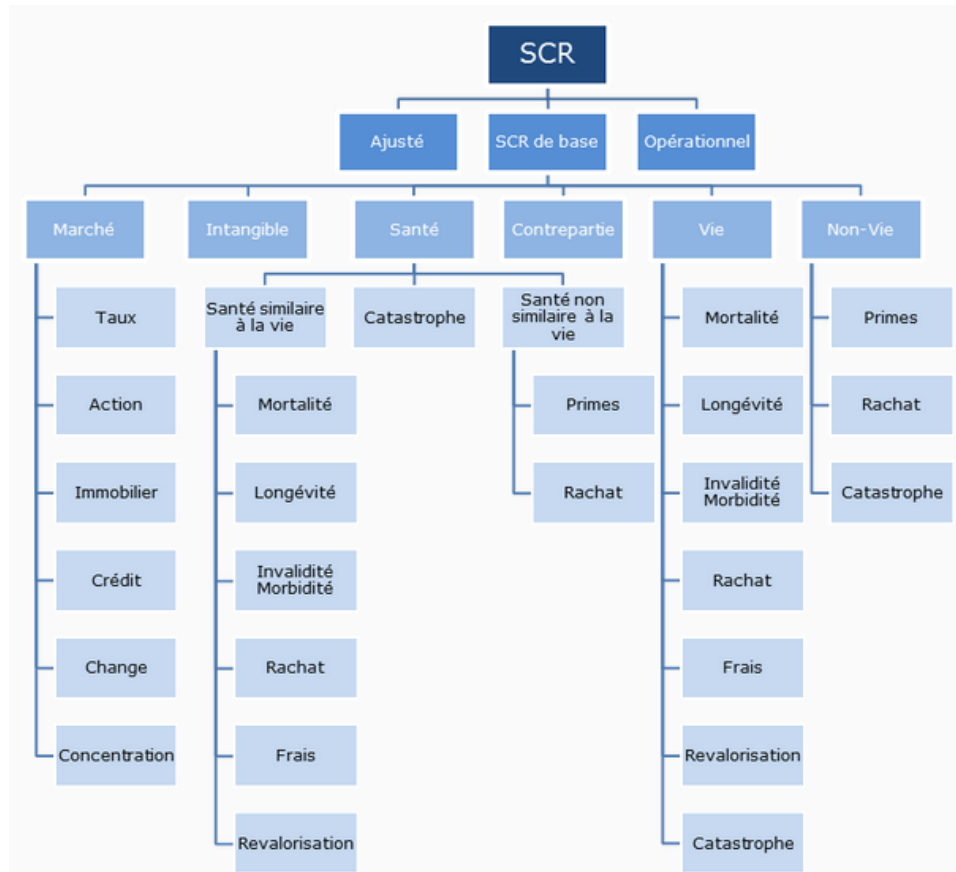 SCR
Ajusté
SCR de base
Opérationnel
Marché
Intangible
Santé
Contrepartie
Vie
Non-Vie
Taux
Action
Immobilier
Crédit
Change
Concentration
Santé similaire
à la vie
Mortalité
Longévité
Invalidité
Morbidité
Rachat
Frais
Revalorisation
Catastrophe
Santé non
similaire à la
vie
Primes
Rachat
Mortalité
Longévité
Invalidité
Morbidité
Rachat
Frais
Revalorisation
Catastrophe
Primes
Rachat
Catastrophe